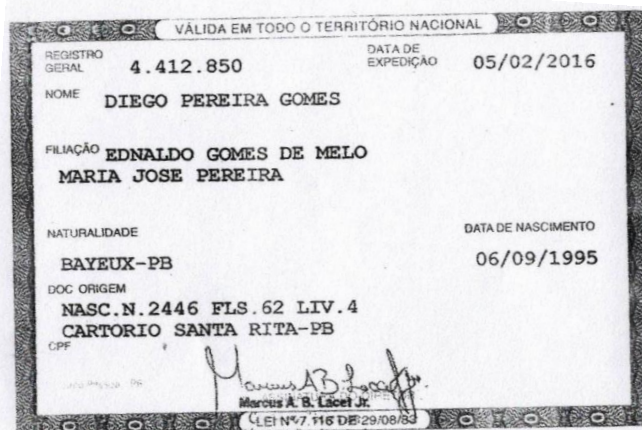 VÁLIDA EM TODO O TERRITÓRIO NACIONAL
REGISTRO GERAL 4.412.850 DATA DE EXPEDIÇÃO 05/02/2016
NOME DIEGO PEREIRA GOMES
FILIAÇÃO EDNALDO GOMES DE MELO
MARIA JOSE PEREIRA
NATURALIDADE DATA DE NASCIMENTO
BAYEUX-PB 06/09/1995
DOC ORIGEM
NASC.N.2446 FLS.62 LIV.4
CARTORIO SANTA RITA-PB
CPF
Marcus A. B. Lacet Jr.
LEI Nº 7.116 DE 29/08/83